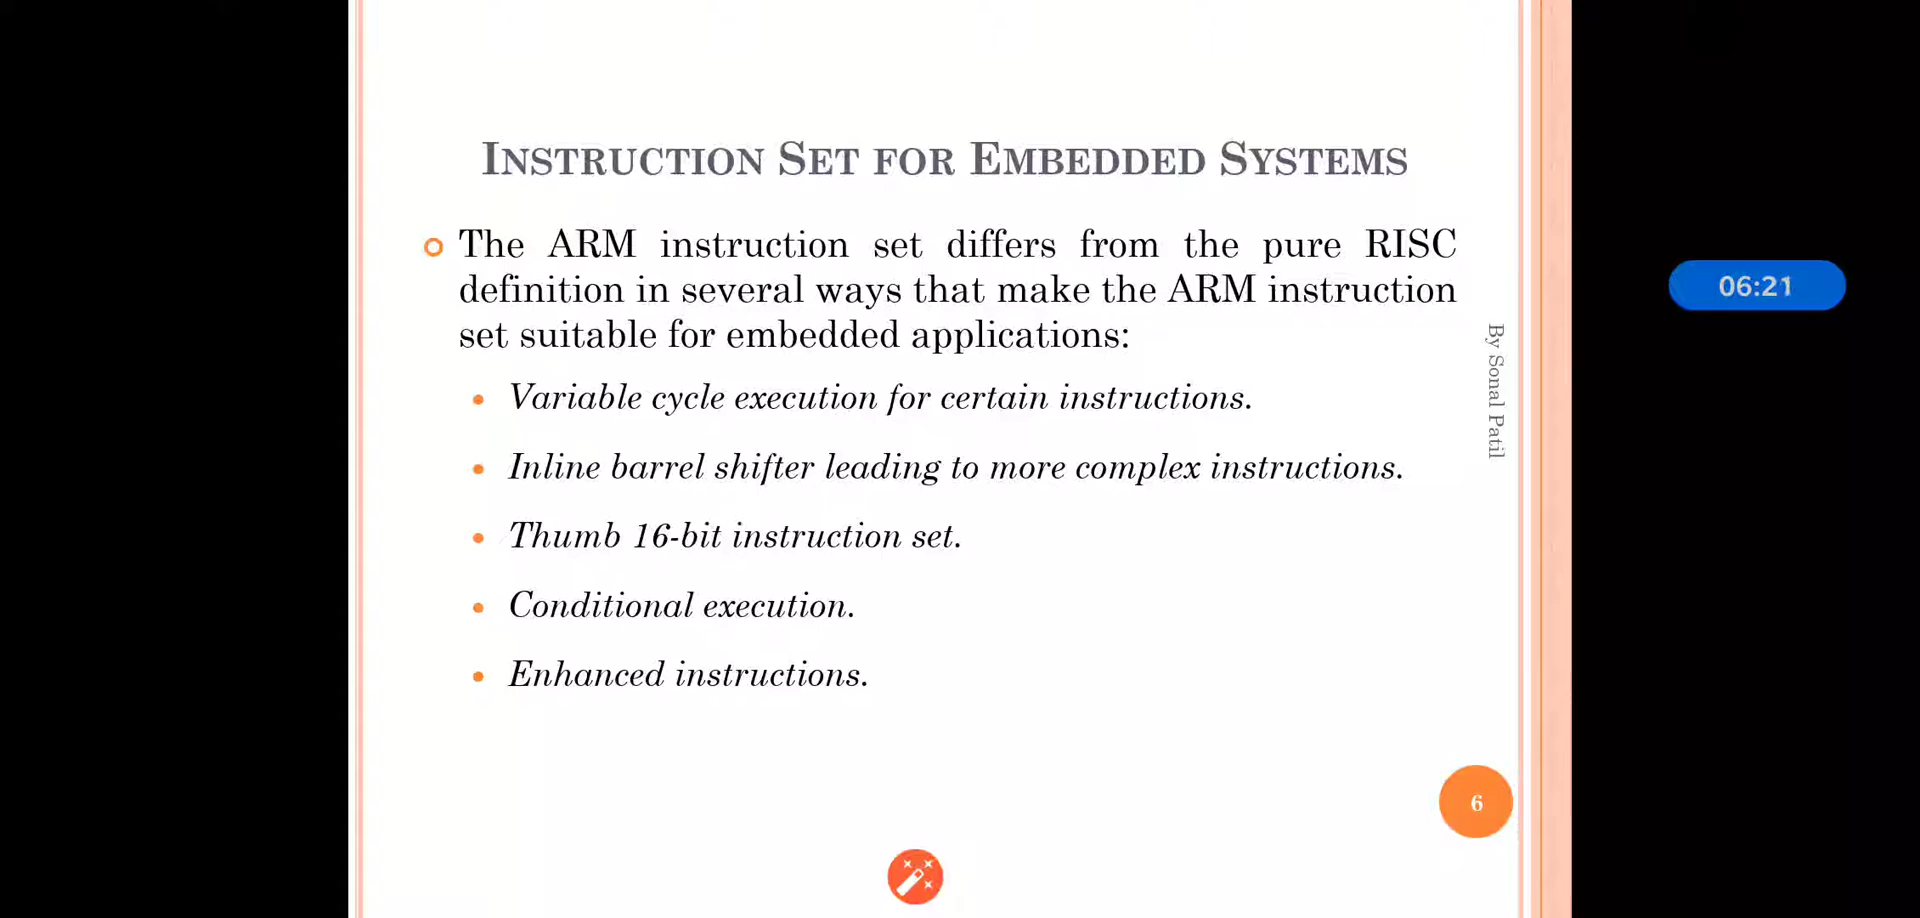 INSTRUCTION SET FOR EMBEDDED SYSTEMS
The ARM instruction set differs from the pure RISC
definition in several ways that make the ARM instruction
set suitable for embedded applications:
Variable cycle execution for certain instructions.
Inline barrel shifter leading to more complex instructions.
Thumb 16-bit instruction set.
Conditional execution.
Enhanced instructions.
By Sonal Patil
6
06:21